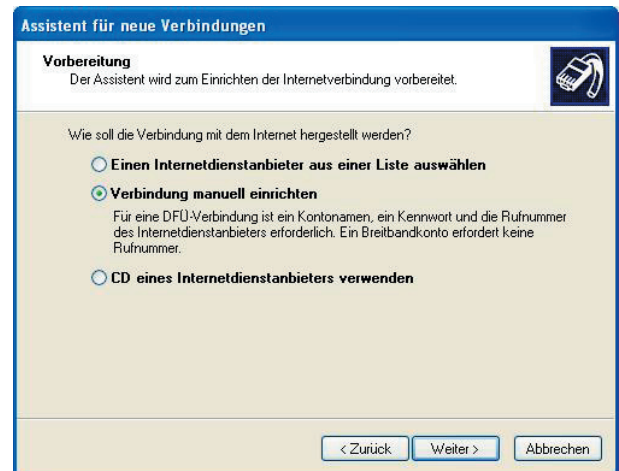 Assistent für neue Verbindungen
Vorbereitung
Der Assistent wird zum Einrichten der Internetverbindung vorbereitet.
Wie soll die Verbindung mit dem Internet hergestellt werden?
Einen Internetdienstanbieter aus einer Liste auswählen
Verbindung manuell einrichten
Für eine DFÜ-Verbindung ist ein Kontonamen, ein Kennwort und die Rufnummer
des Internetdienstanbieters erforderlich. Ein Breitbandkonto erfordert keine
Rufnummer.
CD eines Internetdienstanbieters verwenden
< Zurück Weiter > Abbrechen